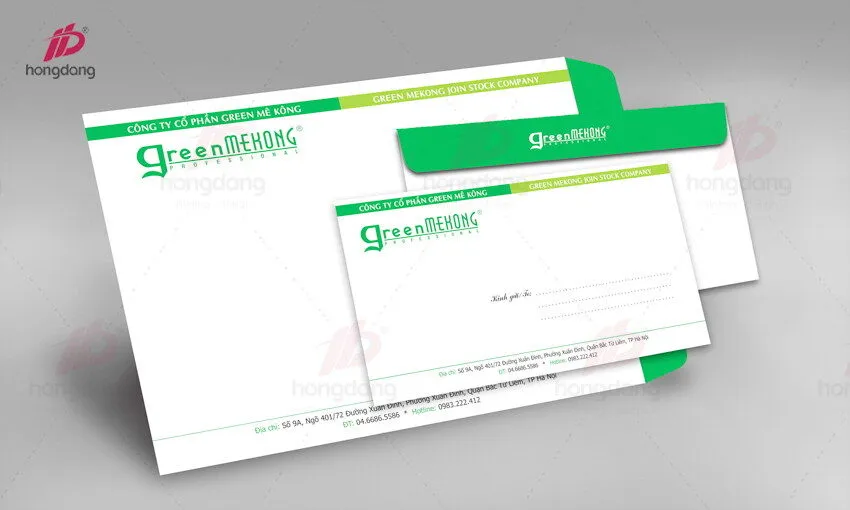 hongdang
CÔNG TY CỔ PHẦN GREEN MÊ KÔNG
GREEN MEKONG JOIN STOCK COMPANY
greenMEKONG®
PROFESSIONAL
Địa chỉ: Số 9A, Ngõ 401/72 Đường Xuân Đỉnh, Phường Xuân Đỉnh, Quận Bắc Từ Liêm, TP Hà Nội
ĐT: 04.6686.5586 * Hotline: 0983.222.412
greenMEKONG®
PROFESSIONAL
CÔNG TY CỔ PHẦN GREEN MÊ KÔNG
GREEN MEKONG JOIN STOCK COMPANY
greenMEKONG®
PROFESSIONAL
Kính gửi/To:
Địa chỉ: Số 9A, Ngõ 401/72 Đường Xuân Đỉnh, Phường Xuân Đỉnh, Quận Bắc Từ Liêm, TP Hà Nội
ĐT: 04.6686.5586 * Hotline: 0983.222.412
hongdang
hongdang
hongdang
hongdang
hongdang